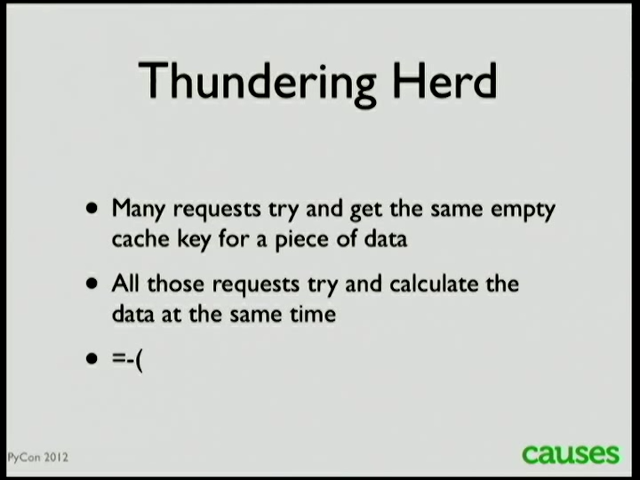 Thundering Herd
• Many requests try and get the same empty
cache key for a piece of data
• All those requests try and calculate the
data at the same time
• =-(
PyCon 2012
causes